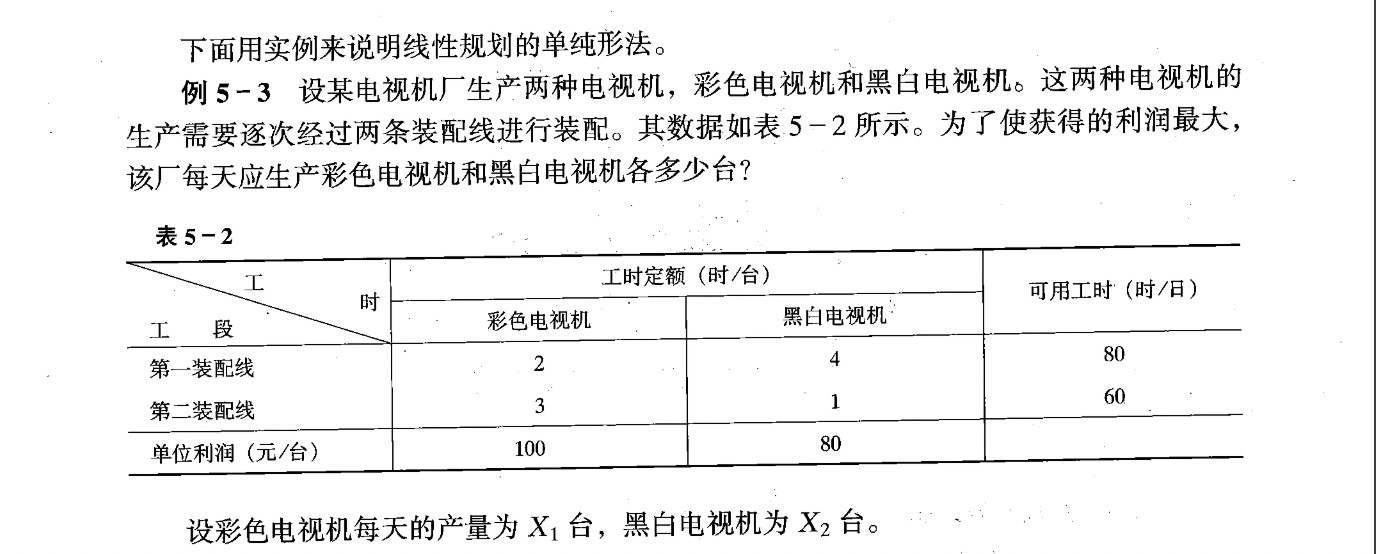 下面用实例来说明线性规划的单纯形法。
例 5-3 设某电视机厂生产两种电视机，彩色电视机和黑白电视机。这两种电视机的
生产需要逐次经过两条装配线进行装配。其数据如表 5-2 所示。为了使获得的利润最大，
该厂每天应生产彩色电视机和黑白电视机各多少台？
表 5-2
工 时
工 段
工时定额（时/台）
可用工时（时/日）
彩色电视机 黑白电视机
第一装配线 2 4 80
第二装配线 3 1 60
单位利润（元/台） 100 80
设彩色电视机每天的产量为 X₁ 台，黑白电视机为 X₂ 台。